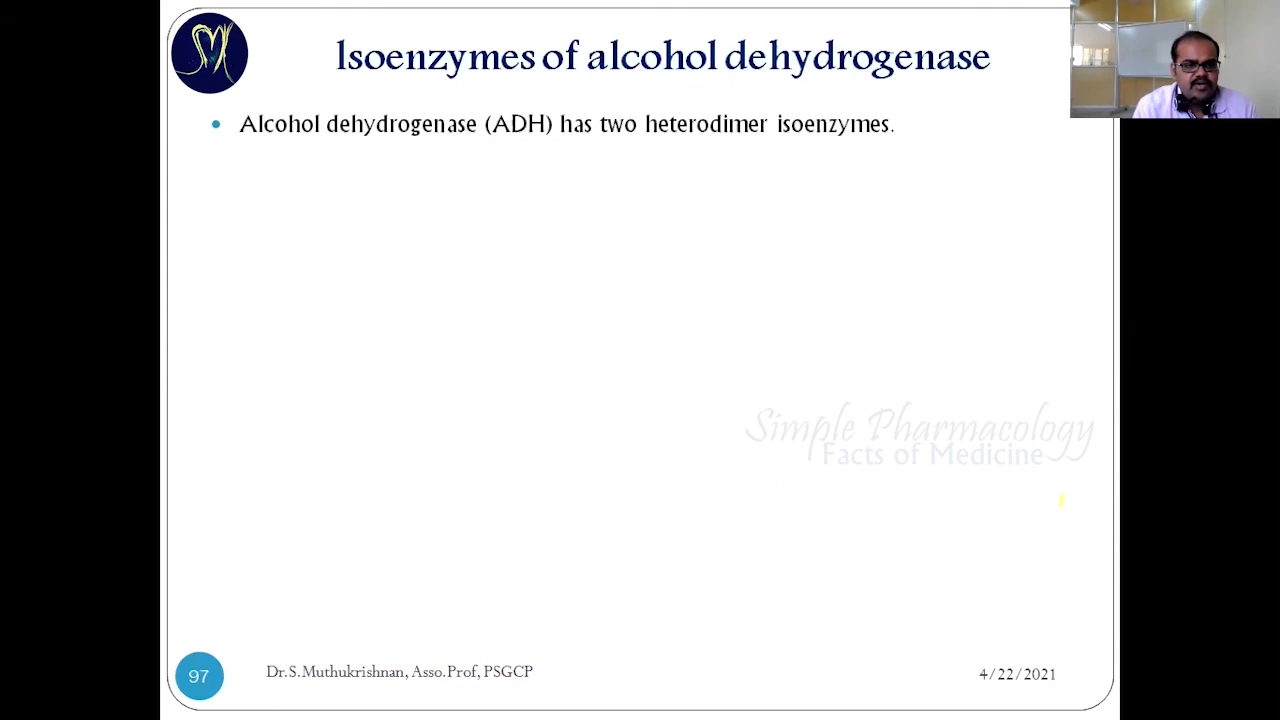 Isoenzymes of alcohol dehydrogenase
• Alcohol dehydrogenase (ADH) has two heterodimer isoenzymes.
Simple Pharmacology
Facts of Medicine
97
Dr.S.Muthukrishnan, Asso.Prof, PSGCP
4/22/2021